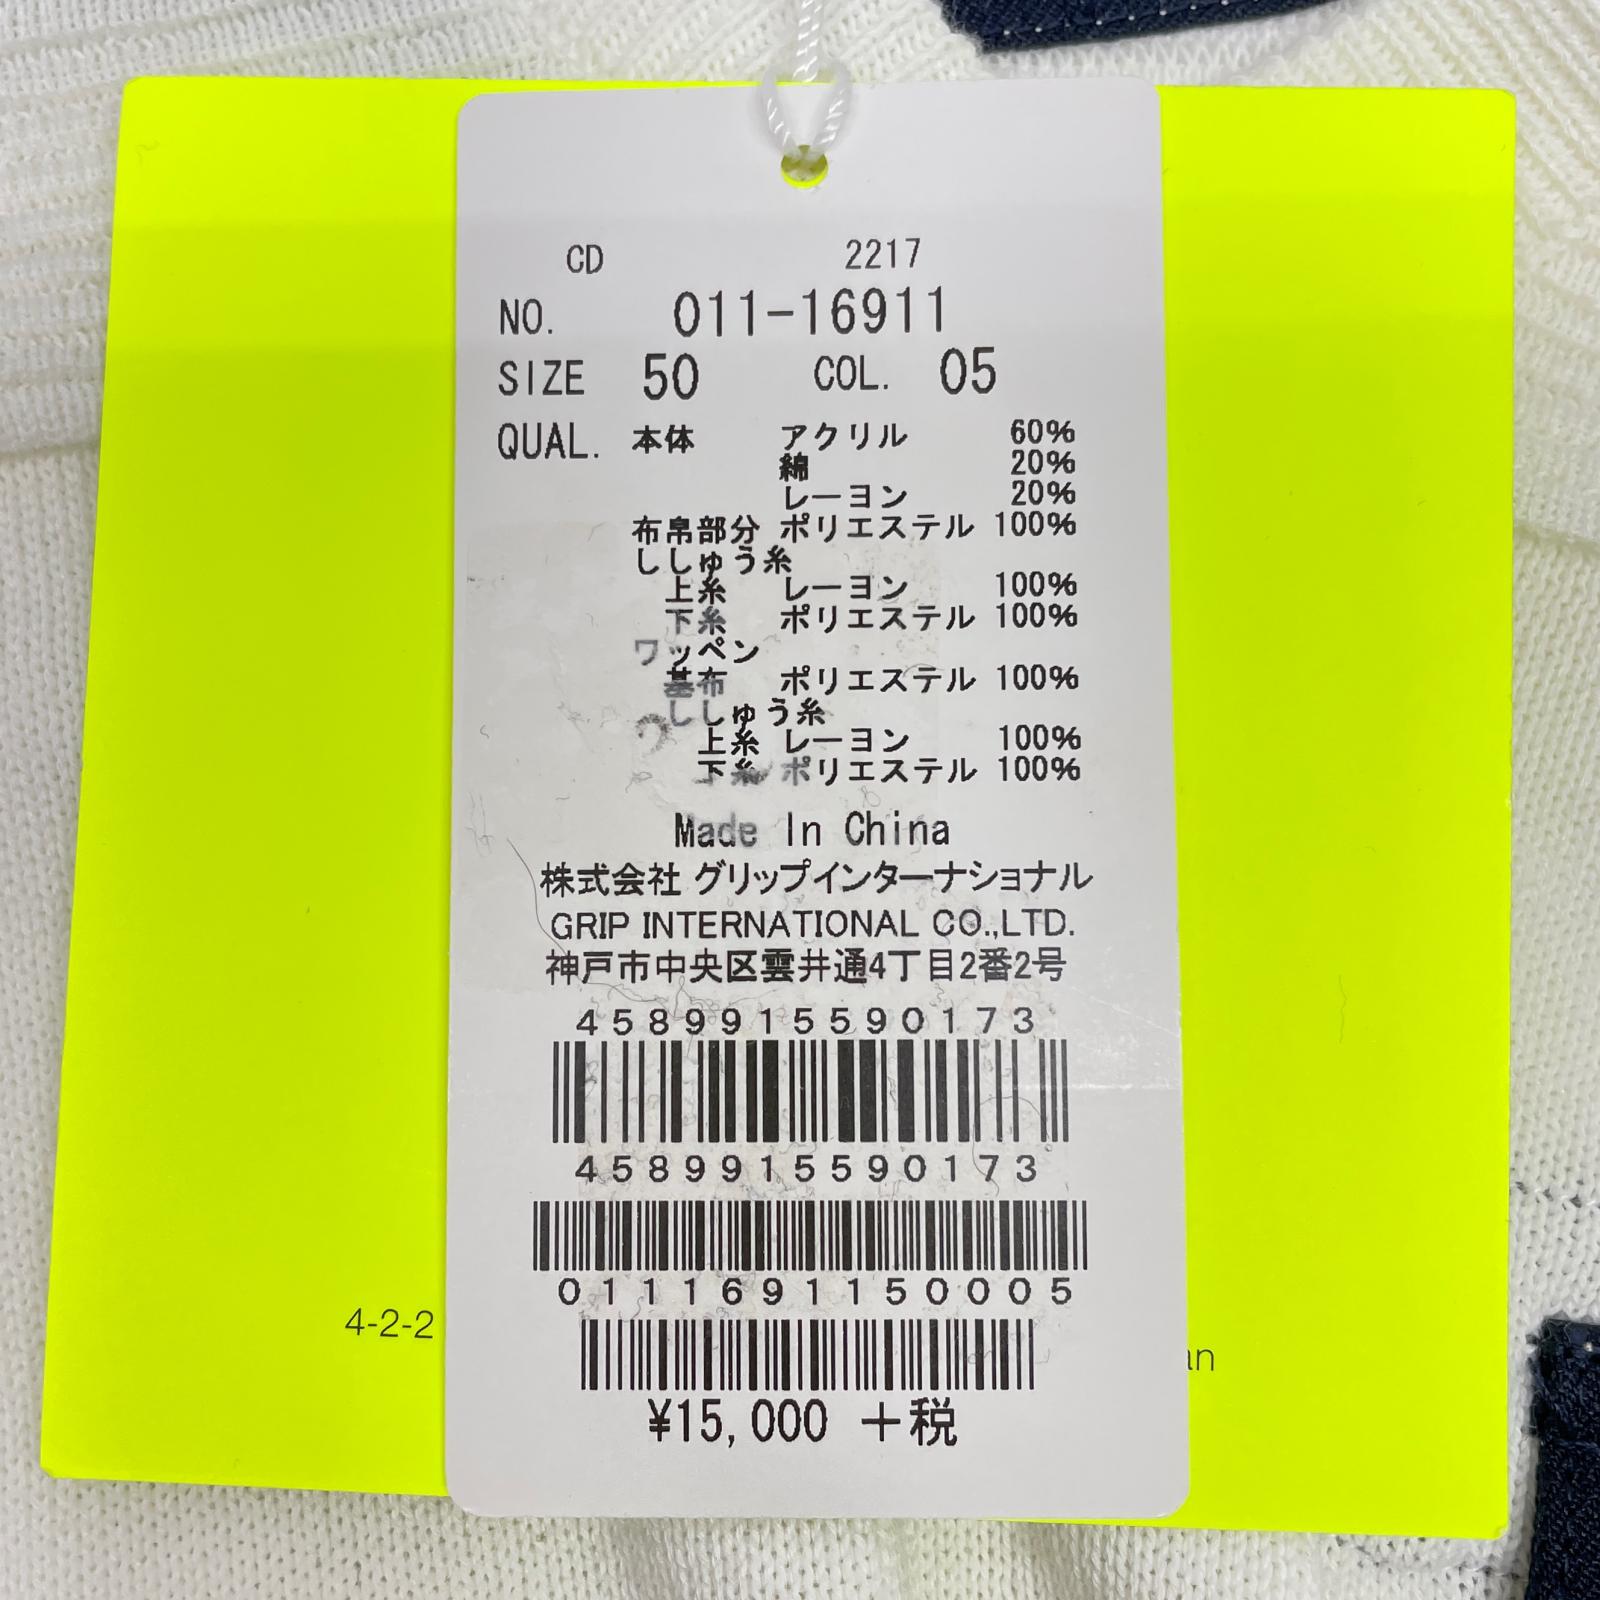 CD 2217
NO. 011-16911
SIZE 50 COL. 05
QUAL. 本体 アクリル 60%
綿 20%
レーヨン 20%
布帛部分 ポリエステル 100%
ししゅう糸
上糸 レーヨン 100%
下糸 ポリエステル 100%
ワッペン
基布 ポリエステル 100%
ししゅう糸
上糸 レーヨン 100%
下糸 ポリエステル 100%
Made In China
株式会社 グリップインターナショナル
GRIP INTERNATIONAL CO.,LTD.
神戸市中央区雲井通4丁目2番2号
4589915590173
4589915590173
0111691150005
¥15,000 +税
4-2-2